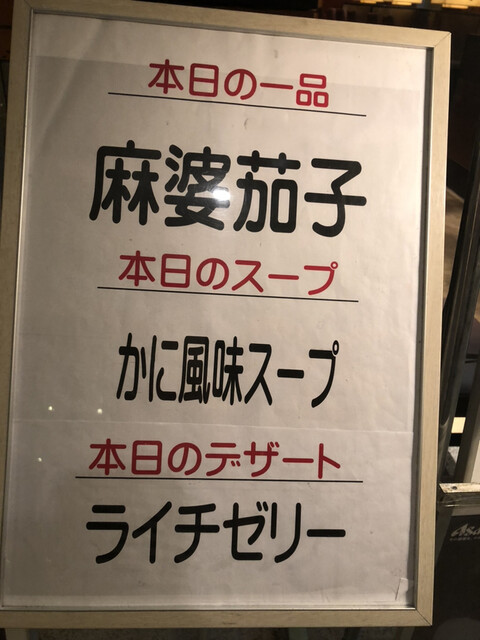 本日の一品
麻婆茄子
本日のスープ
かに風味スープ
本日のデザート
ライチゼリー